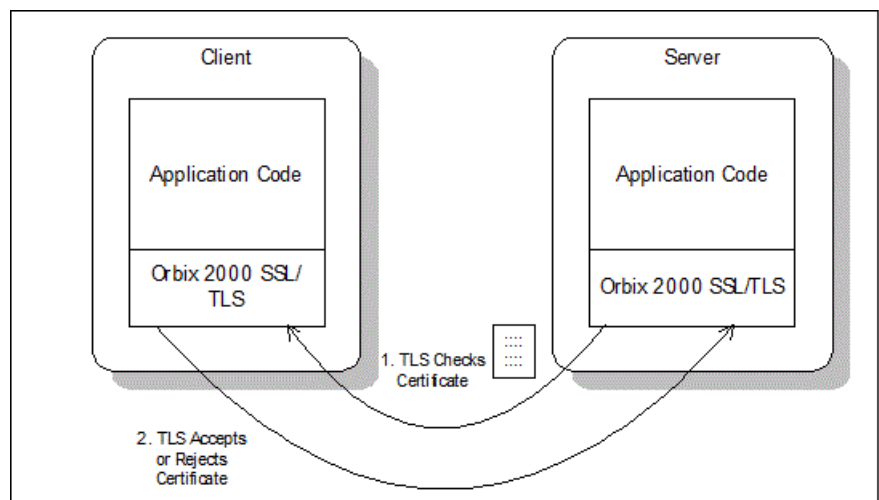 Client
Server
Application Code
Application Code
Orbix 2000 SSL/
TLS
Orbix 2000 SSL/TLS
1. TLS Checks
Certificate
2. TLS Accepts
or Rejects
Certificate